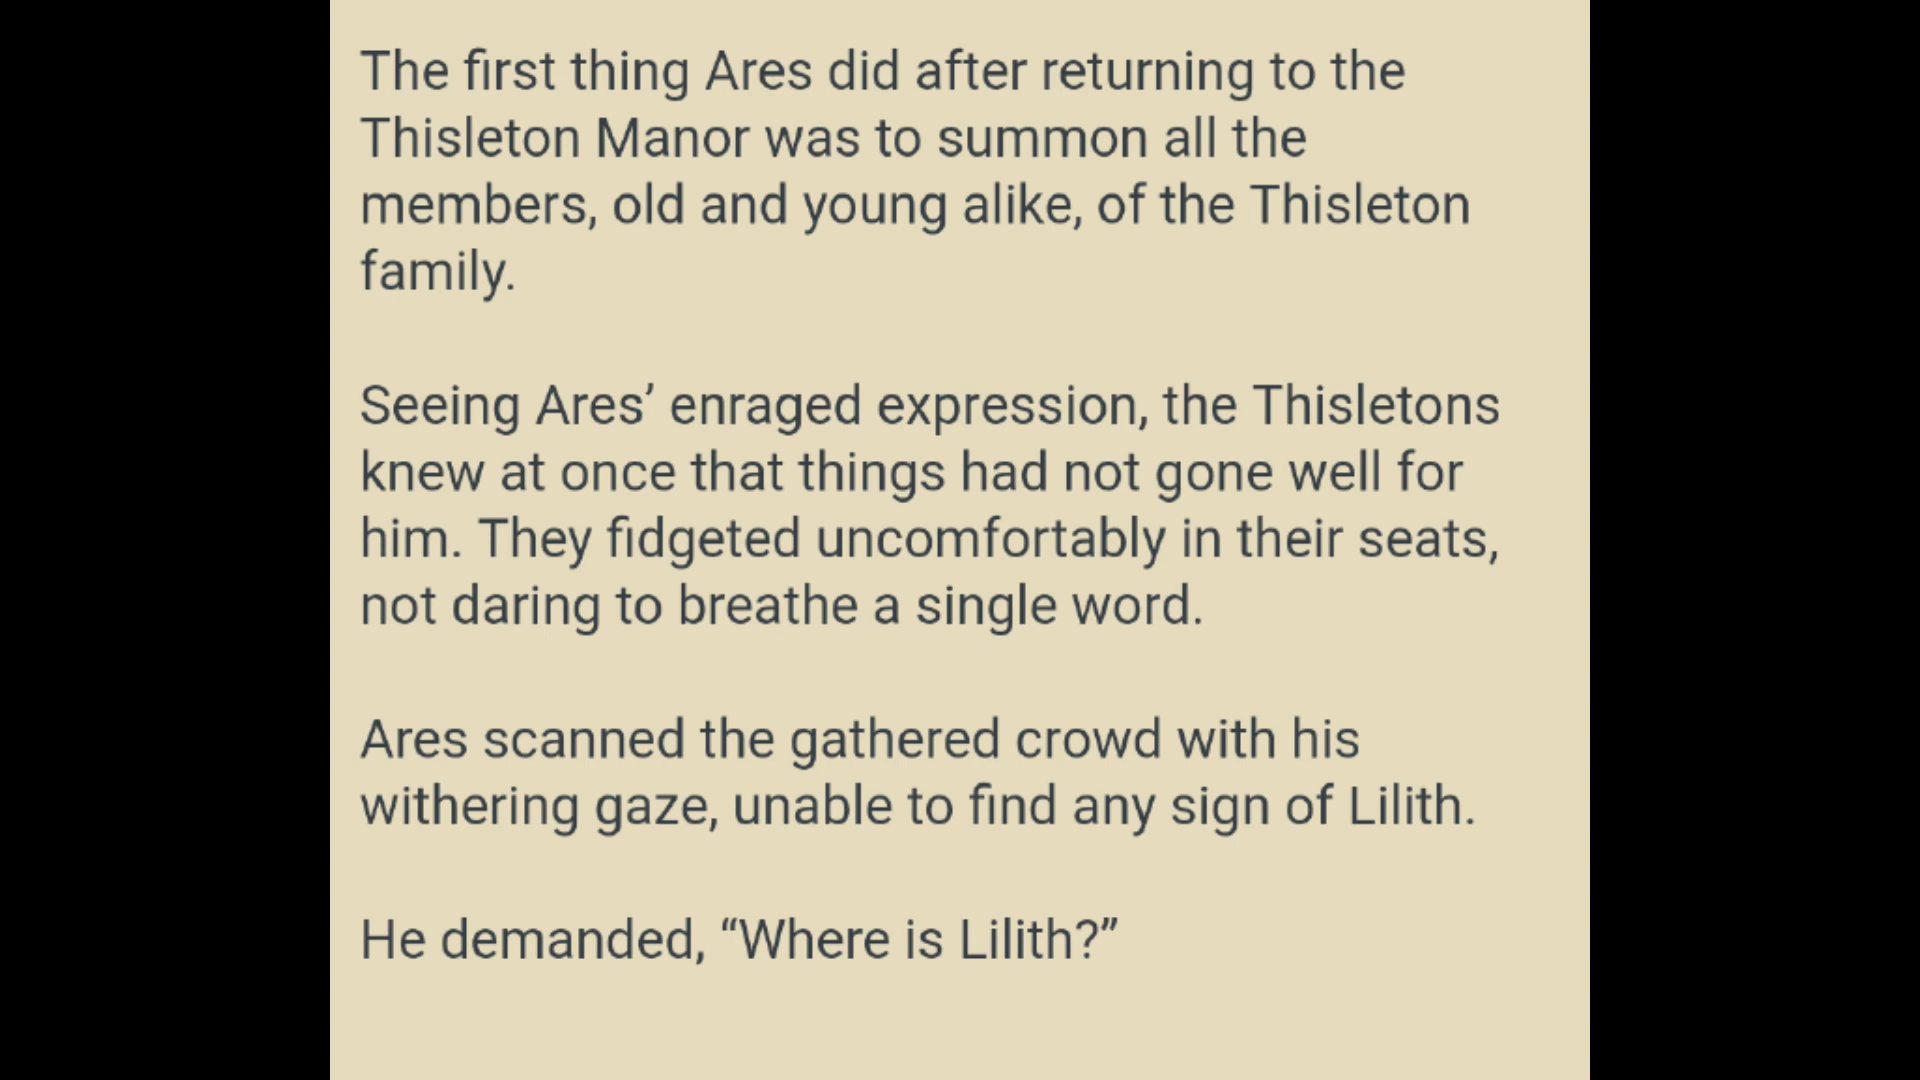 The first thing Ares did after returning to the
Thisleton Manor was to summon all the
members, old and young alike, of the Thisleton
family.
Seeing Ares’ enraged expression, the Thisletons
knew at once that things had not gone well for
him. They fidgeted uncomfortably in their seats,
not daring to breathe a single word.
Ares scanned the gathered crowd with his
withering gaze, unable to find any sign of Lilith.
He demanded, “Where is Lilith?”